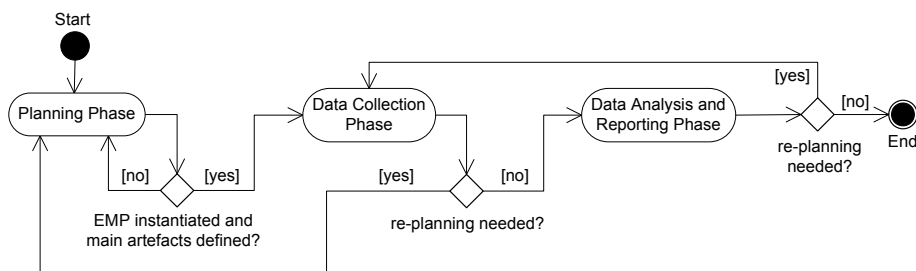 Start
Planning Phase
[no]
[yes]
EMP instantiated and
main artefacts defined?
Data Collection
Phase
[yes]
[no]
re-planning needed?
Data Analysis and
Reporting Phase
[yes]
[no]
re-planning
needed?
End